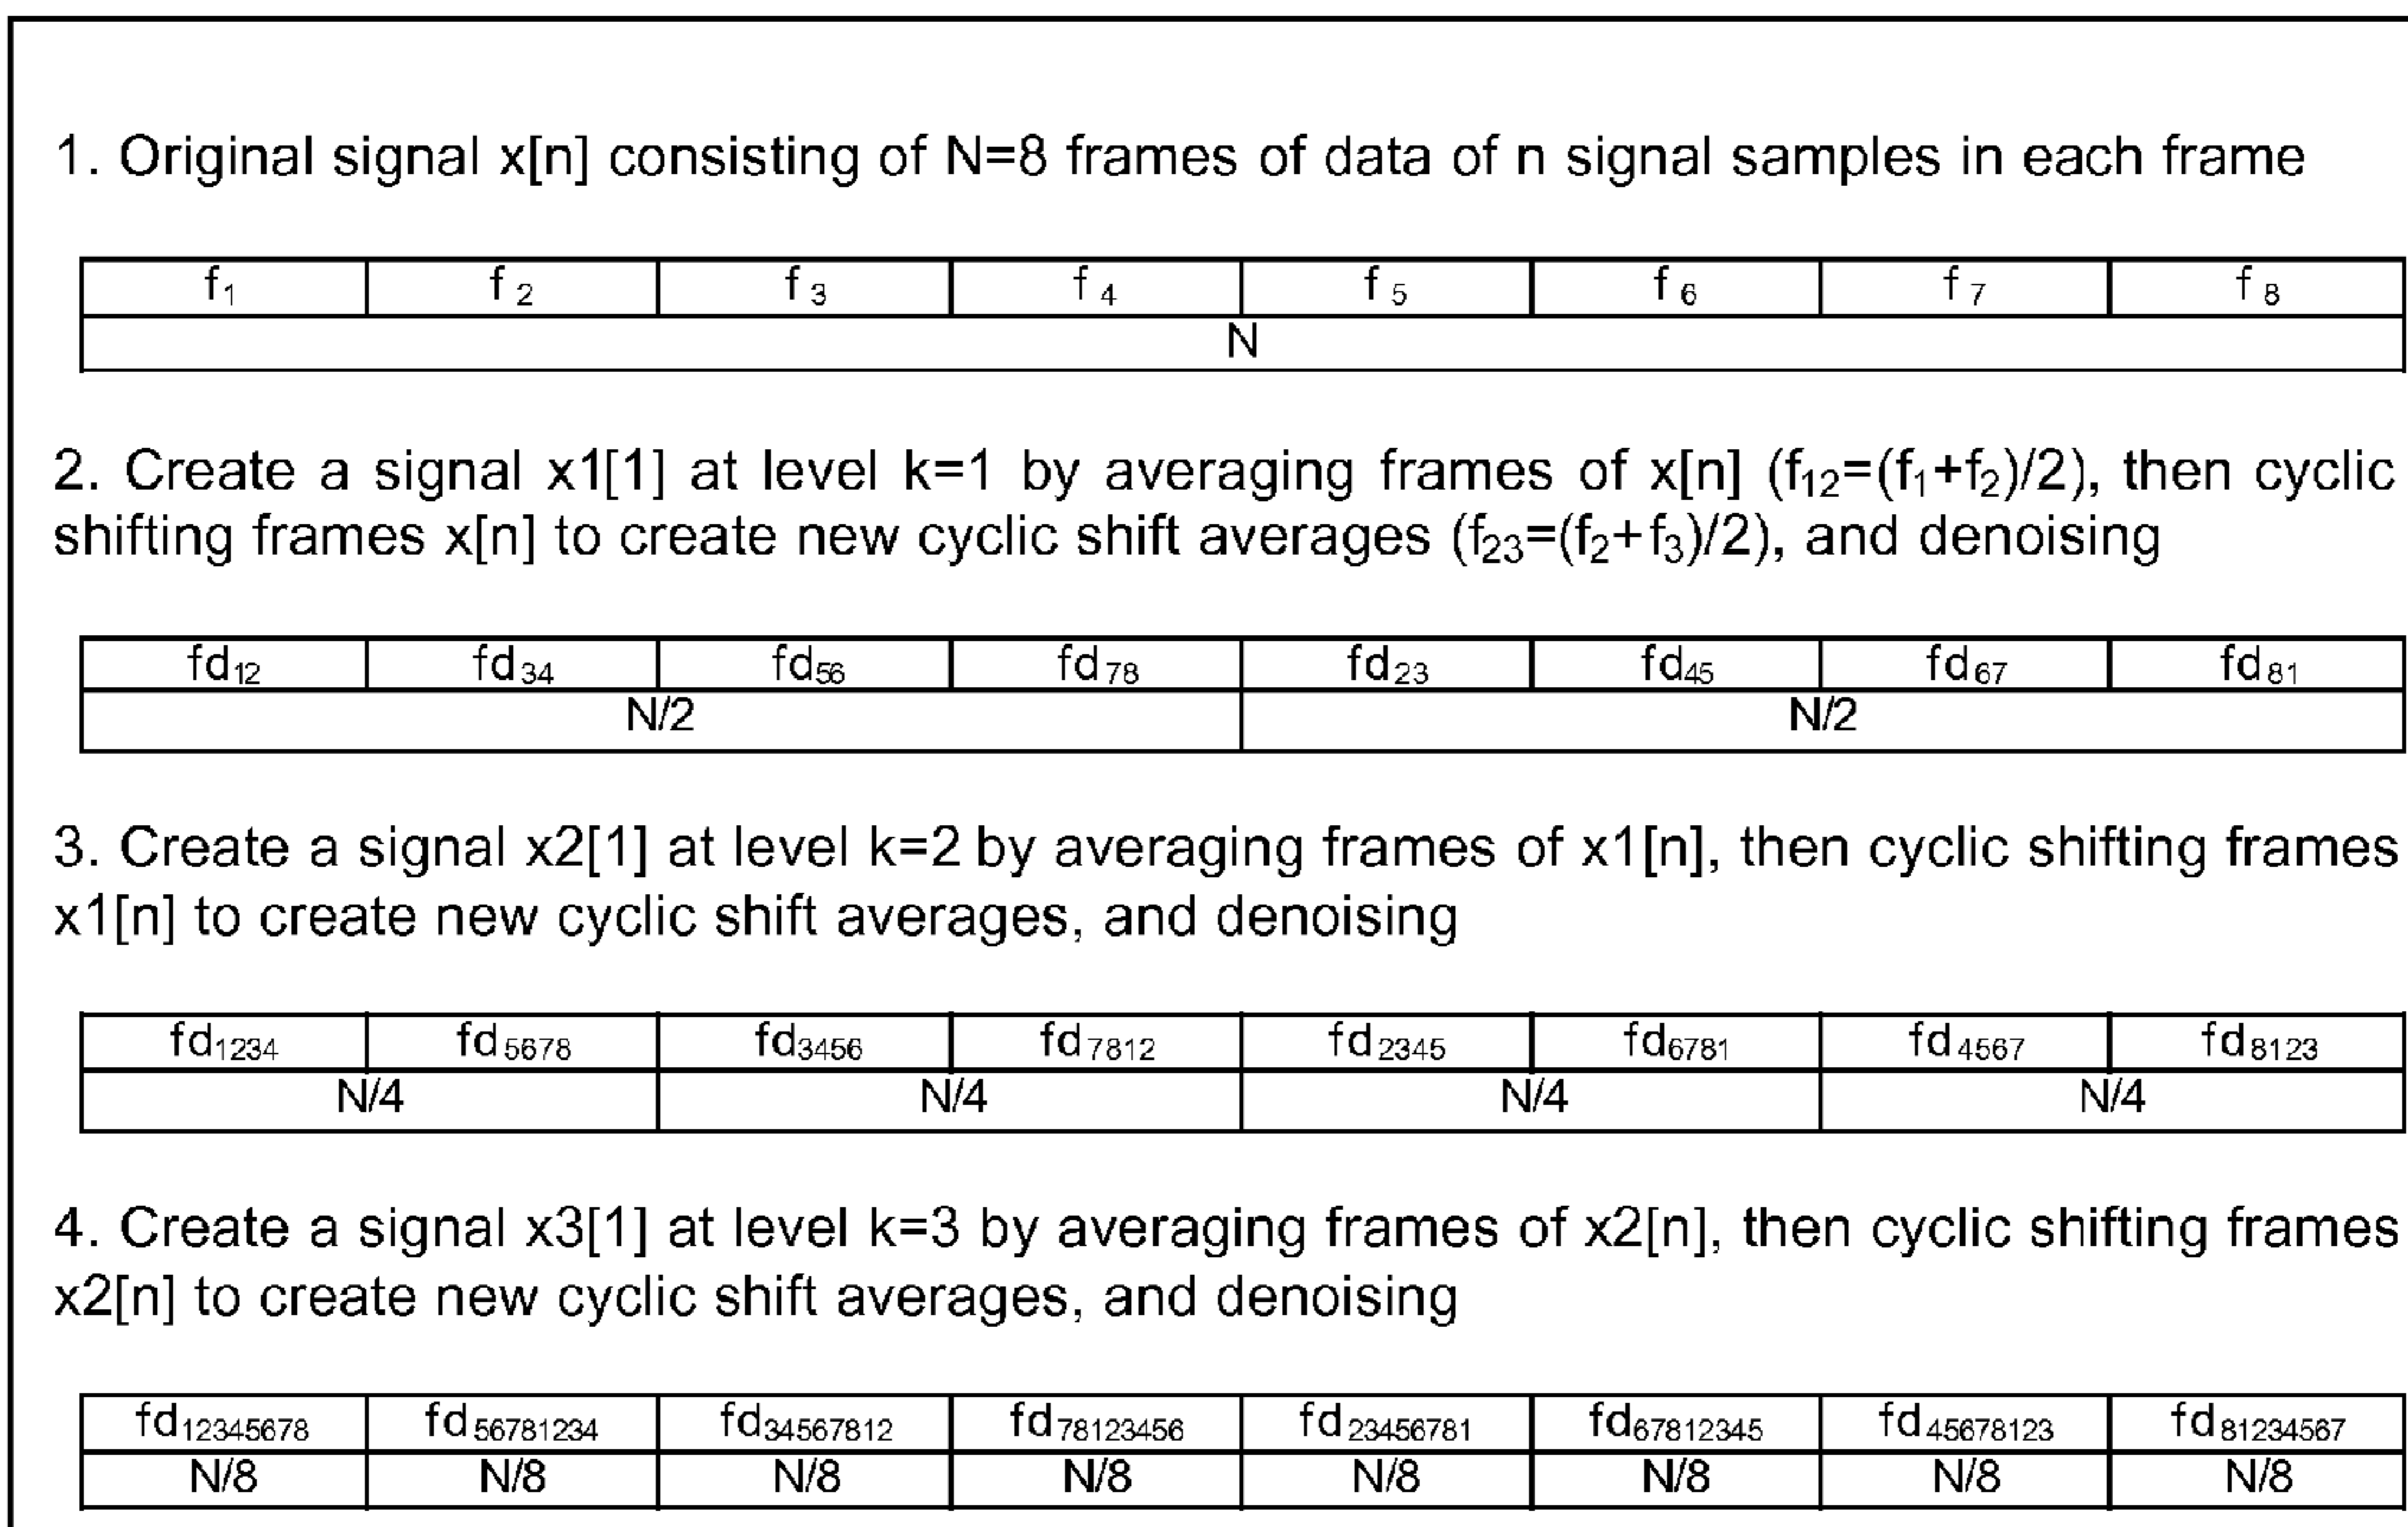 1. Original signal x[n] consisting of N=8 frames of data of n signal samples in each frame
f₁ f₂ f₃ f₄ f₅ f₆ f₇ f₈
N
2. Create a signal x1[1] at level k=1 by averaging frames of x[n] (f₁₂=(f₁+f₂)/2), then cyclic
shifting frames x[n] to create new cyclic shift averages (f₂₃=(f₂+f₃)/2), and denoising
fd₁₂ fd₃₄ fd₅₆ fd₇₈ fd₂₃ fd₄₅ fd₆₇ fd₈₁
N/2 N/2
3. Create a signal x2[1] at level k=2 by averaging frames of x1[n], then cyclic shifting frames
x1[n] to create new cyclic shift averages, and denoising
fd₁₂₃₄ fd₅₆₇₈ fd₃₄₅₆ fd₇₈₁₂ fd₂₃₄₅ fd₆₇₈₁ fd₄₅₆₇ fd₈₁₂₃
N/4 N/4 N/4 N/4
4. Create a signal x3[1] at level k=3 by averaging frames of x2[n], then cyclic shifting frames
x2[n] to create new cyclic shift averages, and denoising
fd₁₂₃₄₅₆₇₈ fd₅₆₇₈₁₂₃₄ fd₃₄₅₆₇₈₁₂ fd₇₈₁₂₃₄₅₆ fd₂₃₄₅₆₇₈₁ fd₆₇₈₁₂₃₄₅ fd₄₅₆₇₈₁₂₃ fd₈₁₂₃₄₅₆₇
N/8 N/8 N/8 N/8 N/8 N/8 N/8 N/8